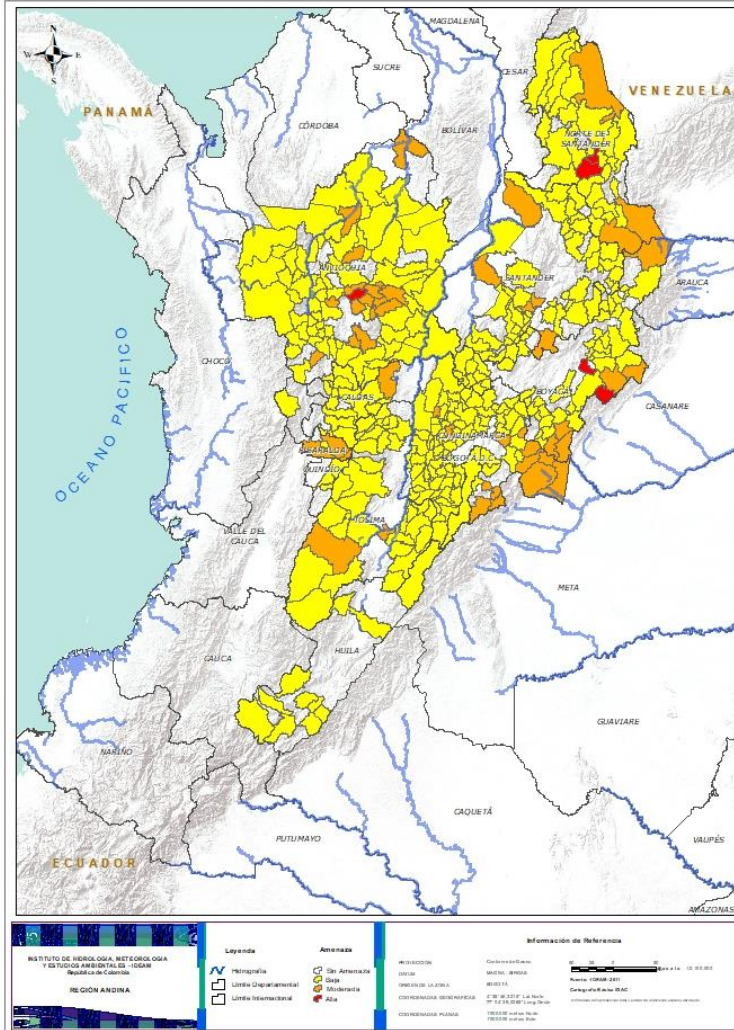 N
W E
S
MAGDALENA
SUCRE
CESAR
VENEZUELA
PANAMÁ
CÓRDOBA
BOLÍVAR
NORTE DE
SANTANDER
ANTIOQUIA
SANTANDER
ARAUCA
CHOCÓ
BOYACÁ
CALDAS
CASANARE
CUNDINAMARCA
OCEANO PACIFICO
RISARALDA
BOGOTÁ D.C.
QUINDIO
TOLIMA
VALLE DEL
CAUCA
META
HUILA
CAUCA
GUAVIARE
NARIÑO
CAQUETÁ
PUTUMAYO
VAUPÉS
ECUADOR
AMAZONAS
INSTITUTO DE HIDROLOGIA, METEOROLOGIA
Y ESTUDIOS AMBIENTALES - IDEAM
República de Colombia
REGIÓN ANDINA
Leyenda
Hidrografía
Límite Departamental
Límite Internacional
Amenaza
Sin Amenaza
Baja
Moderada
Alta
Información de Referencia
PROYECCION
DATUM
ORIGEN DE LA ZONA
BOGOTÁ
COORDENADAS GEOGRAFICAS
COORDENADAS PLANAS